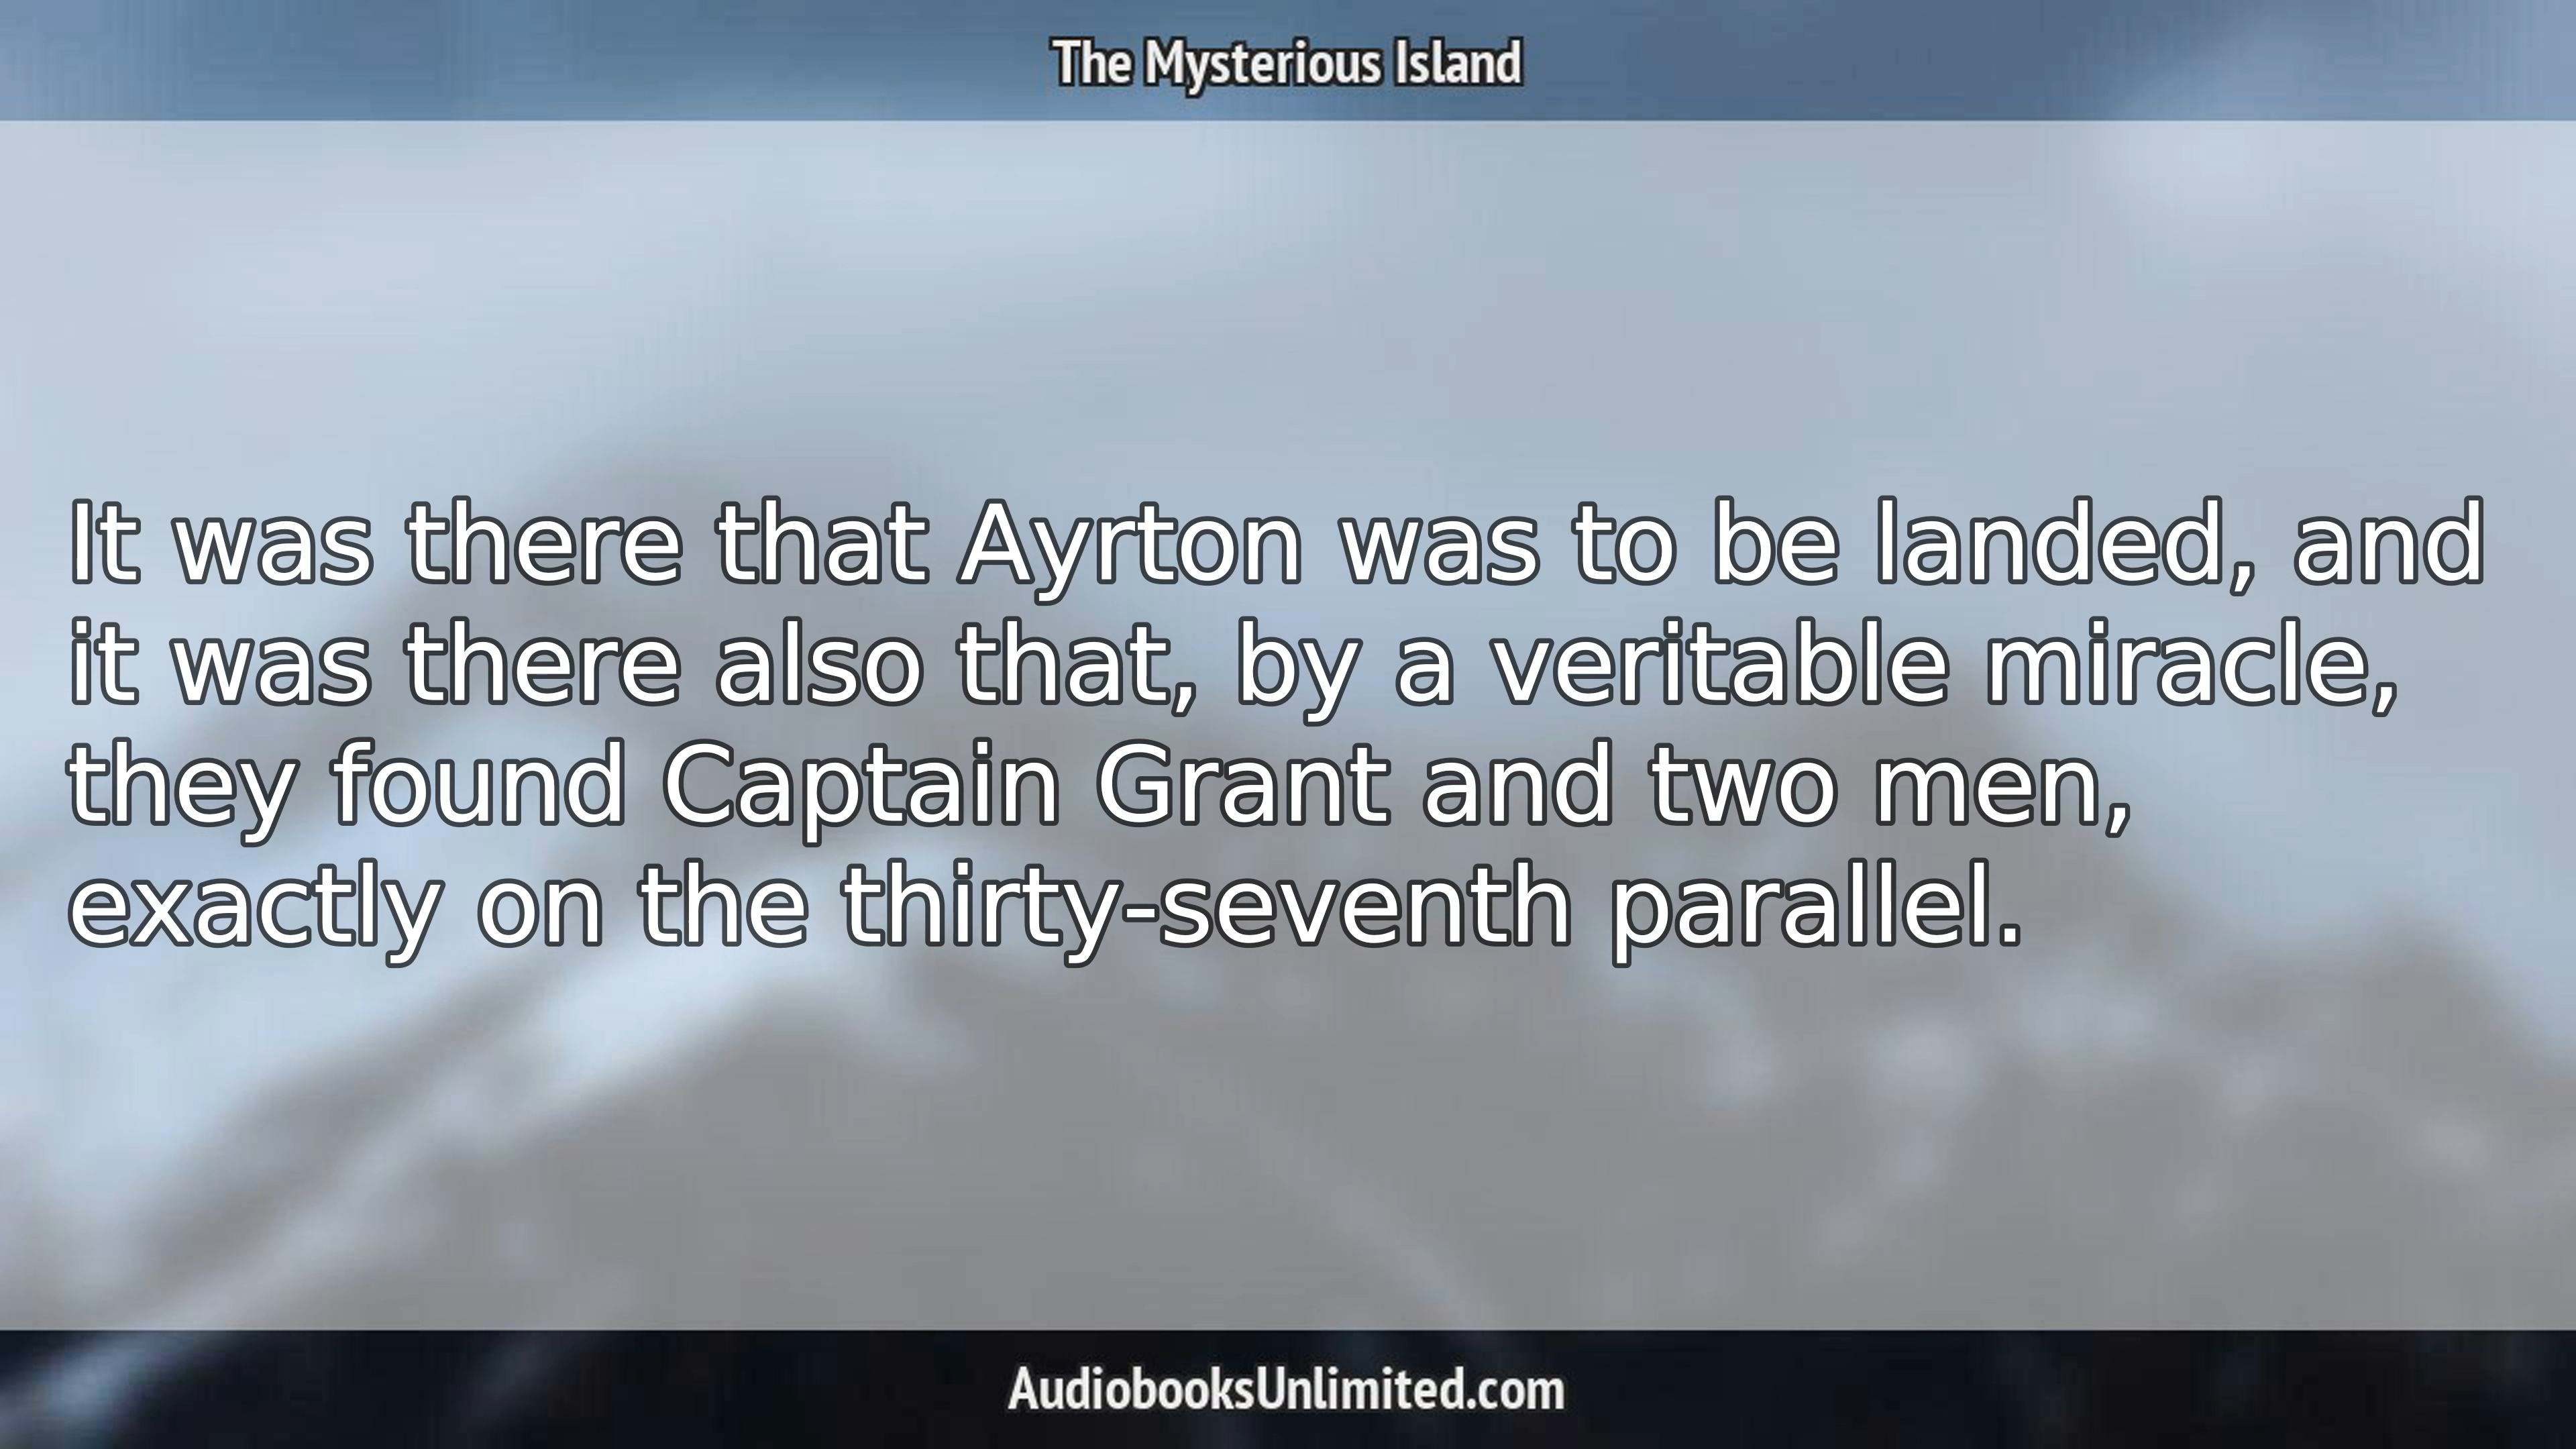 The Mysterious Island
It was there that Ayrton was to be landed, and
it was there also that, by a veritable miracle,
they found Captain Grant and two men,
exactly on the thirty-seventh parallel.
AudiobooksUnlimited.com